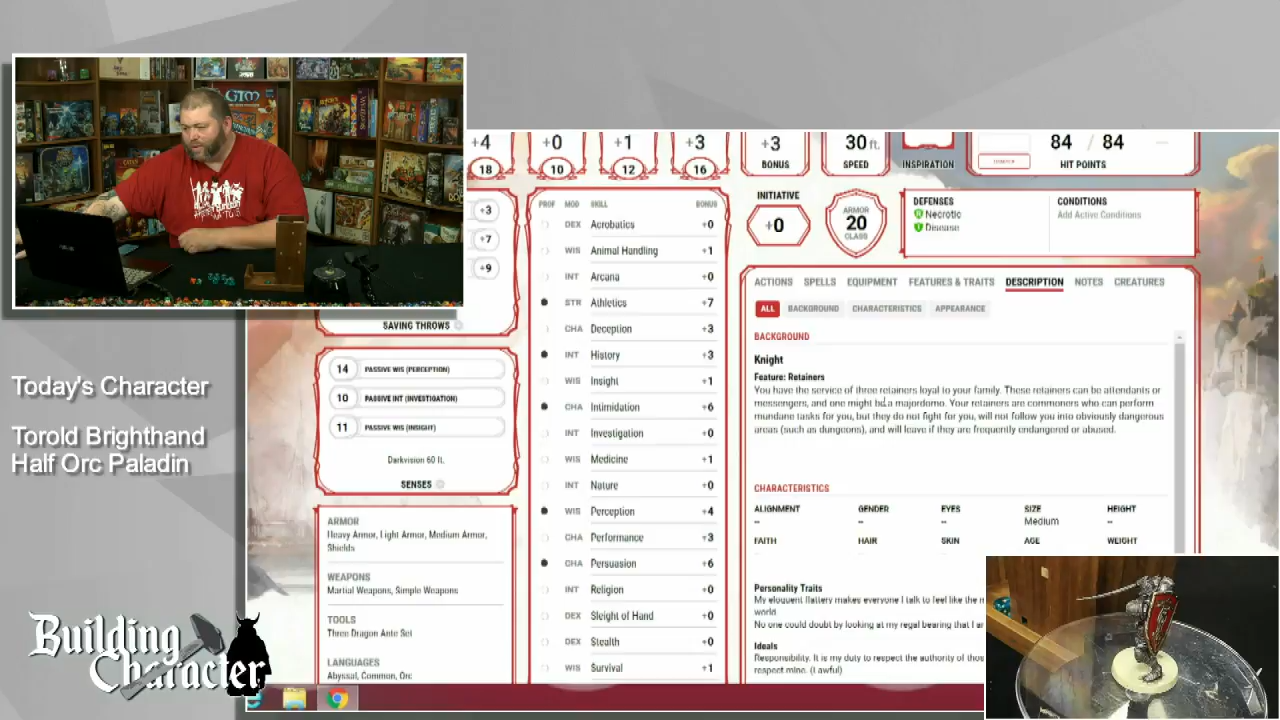 GTM
Today's Character
Torold Brighthand
Half Orc Paladin
Building
Character
+4
18
+0
10
+1
12
+3
16
+3
BONUS
30 ft.
SPEED
INSPIRATION
84 / 84
HIT POINTS
+3
+7
+9
SAVING THROWS
14 PASSIVE WIS (PERCEPTION)
10 PASSIVE INT (INVESTIGATION)
11 PASSIVE WIS (INSIGHT)
Darkvision 60 ft.
SENSES
ARMOR
Heavy Armor, Light Armor, Medium Armor,
Shields
WEAPONS
Martial Weapons, Simple Weapons
TOOLS
Three Dragon Ante Set
LANGUAGES
Abyssal, Common, Orc
PROF MOD SKILL BONUS
DEX Acrobatics +0
WIS Animal Handling +1
INT Arcana +0
STR Athletics +7
CHA Deception +3
INT History +3
WIS Insight +1
CHA Intimidation +6
INT Investigation +0
WIS Medicine +1
INT Nature +0
WIS Perception +4
CHA Performance +3
CHA Persuasion +6
INT Religion +0
DEX Sleight of Hand +0
DEX Stealth +0
WIS Survival +1
INITIATIVE
+0
ARMOR
20
CLASS
DEFENSES
Necrotic
Disease
CONDITIONS
Add Active Conditions
ACTIONS SPELLS EQUIPMENT FEATURES & TRAITS DESCRIPTION NOTES CREATURES
ALL BACKGROUND CHARACTERISTICS APPEARANCE
BACKGROUND
Knight
Feature: Retainers
You have the service of three retainers loyal to your family. These retainers can be attendants or
messengers, and one might be a majordomo. Your retainers are commoners who can perform
mundane tasks for you, but they do not fight for you, will not follow you into obviously dangerous
areas (such as dungeons), and will leave if they are frequently endangered or abused.
CHARACTERISTICS
ALIGNMENT GENDER EYES SIZE HEIGHT
-- -- -- Medium --
FAITH HAIR SKIN AGE WEIGHT
Personality Traits
My eloquent flattery makes everyone I talk to feel like the m
world
No one could doubt by looking at my regal bearing that I am
Ideals
Responsibility. It is my duty to respect the authority of those
respect mine. (Lawful)